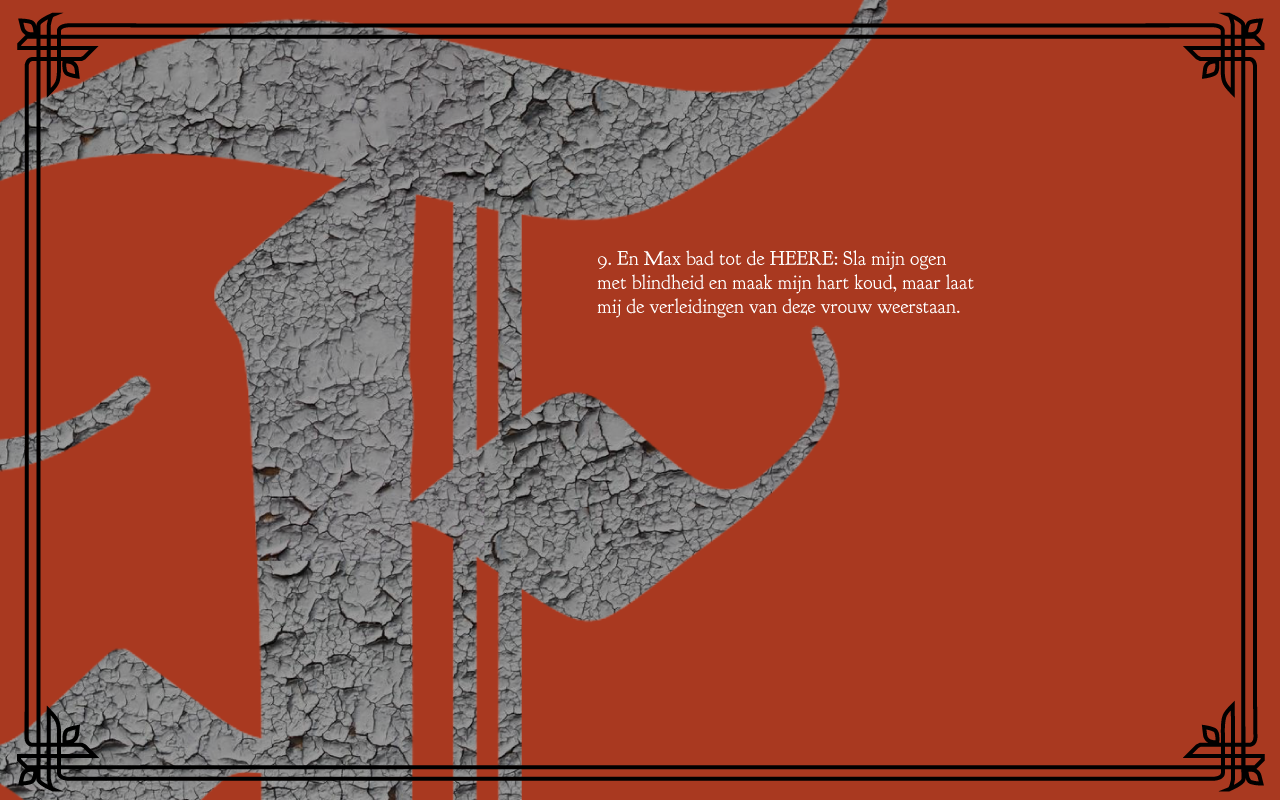 9. En Max bad tot de HEERE: Sla mijn ogen
met blindheid en maak mijn hart koud, maar laat
mij de verleidingen van deze vrouw weerstaan.